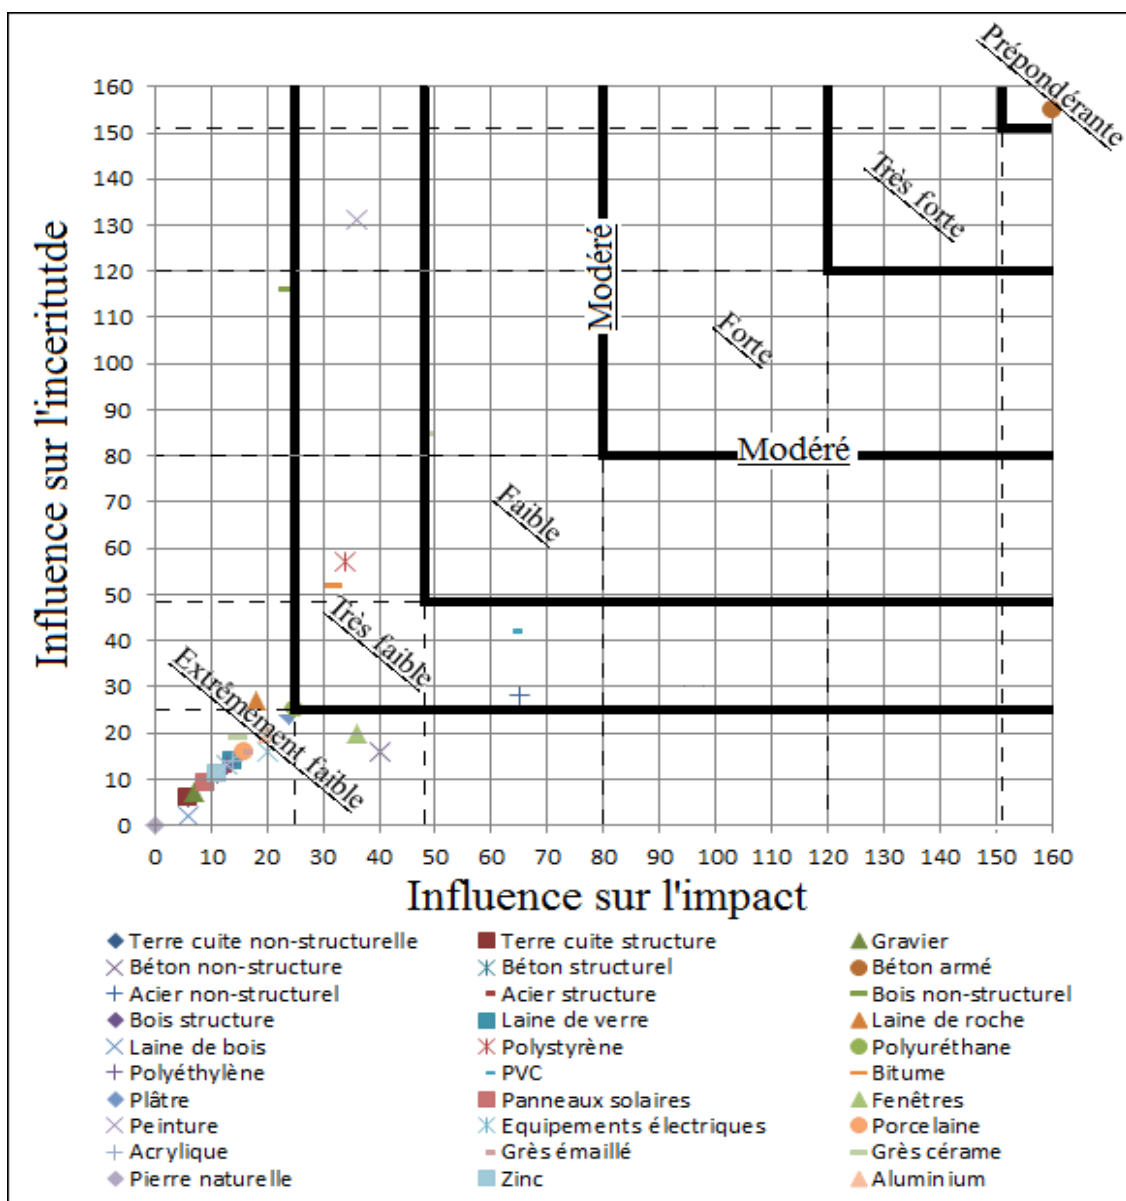 Prépondérante
160
150
140
130
120
110
100
90
80
70
60
50
40
30
20
10
0
Influence sur l'inceritutde
Très forte
Modéré
Forte
Modéré
Faible
Très faible
Extrêmement faible
0 10 20 30 40 50 60 70 80 90 100 110 120 130 140 150 160
Influence sur l'impact
Terre cuite non-structurelle Terre cuite structure Gravier
Béton non-structure Béton structurel Béton armé
Acier non-structurel Acier structure Bois non-structurel
Bois structure Laine de verre Laine de roche
Laine de bois Polystyrène Polyuréthane
Polyéthylène PVC Bitume
Plâtre Panneaux solaires Fenêtres
Peinture Equipements électriques Porcelaine
Acrylique Grès émaillé Grès cérame
Pierre naturelle Zinc Aluminium